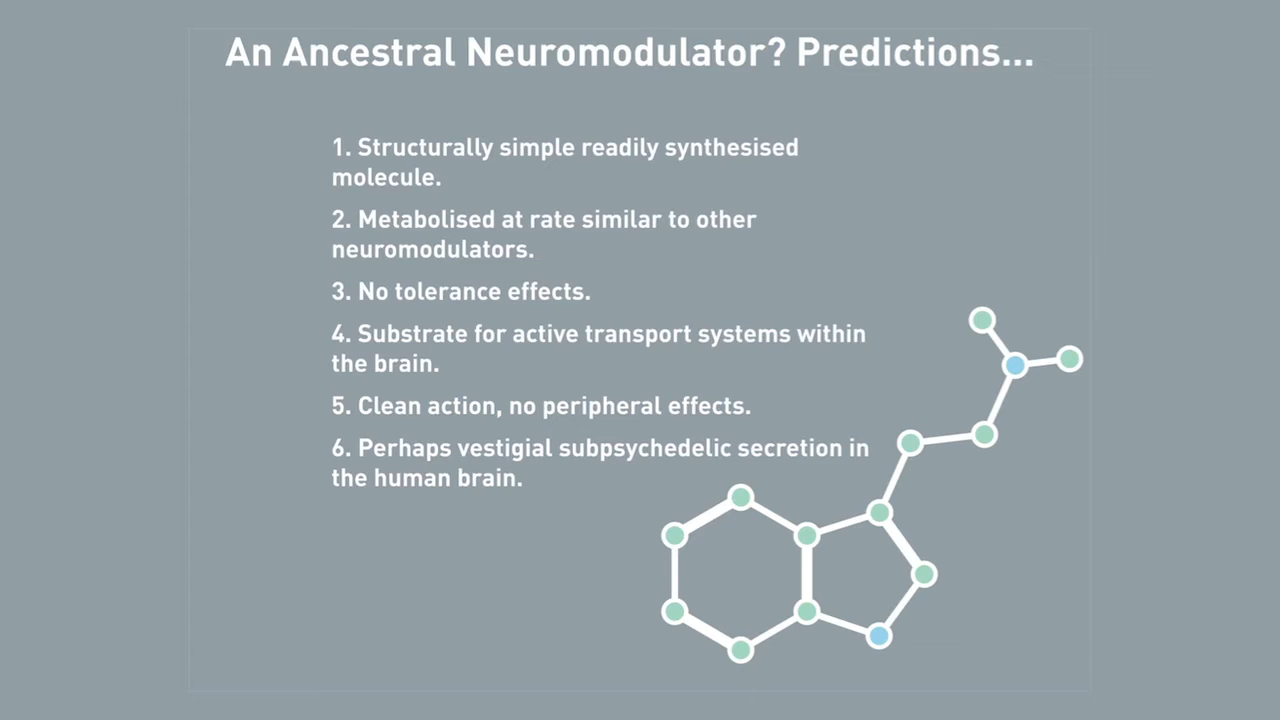 An Ancestral Neuromodulator? Predictions...
1. Structurally simple readily synthesised
molecule.
2. Metabolised at rate similar to other
neuromodulators.
3. No tolerance effects.
4. Substrate for active transport systems within
the brain.
5. Clean action, no peripheral effects.
6. Perhaps vestigial subpsychedelic secretion in
the human brain.